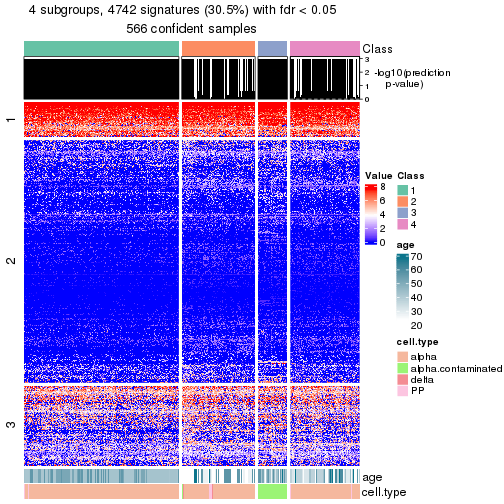 4 subgroups, 4742 signatures (30.5%) with fdr < 0.05
566 confident samples
Class
3
2
1
0
-log10(prediction
p-value)
1
2
3
Value
8
6
4
2
0
Class
1
2
3
4
age
70
60
50
40
30
20
cell.type
alpha
alpha.contaminated
delta
PP
age
cell.type